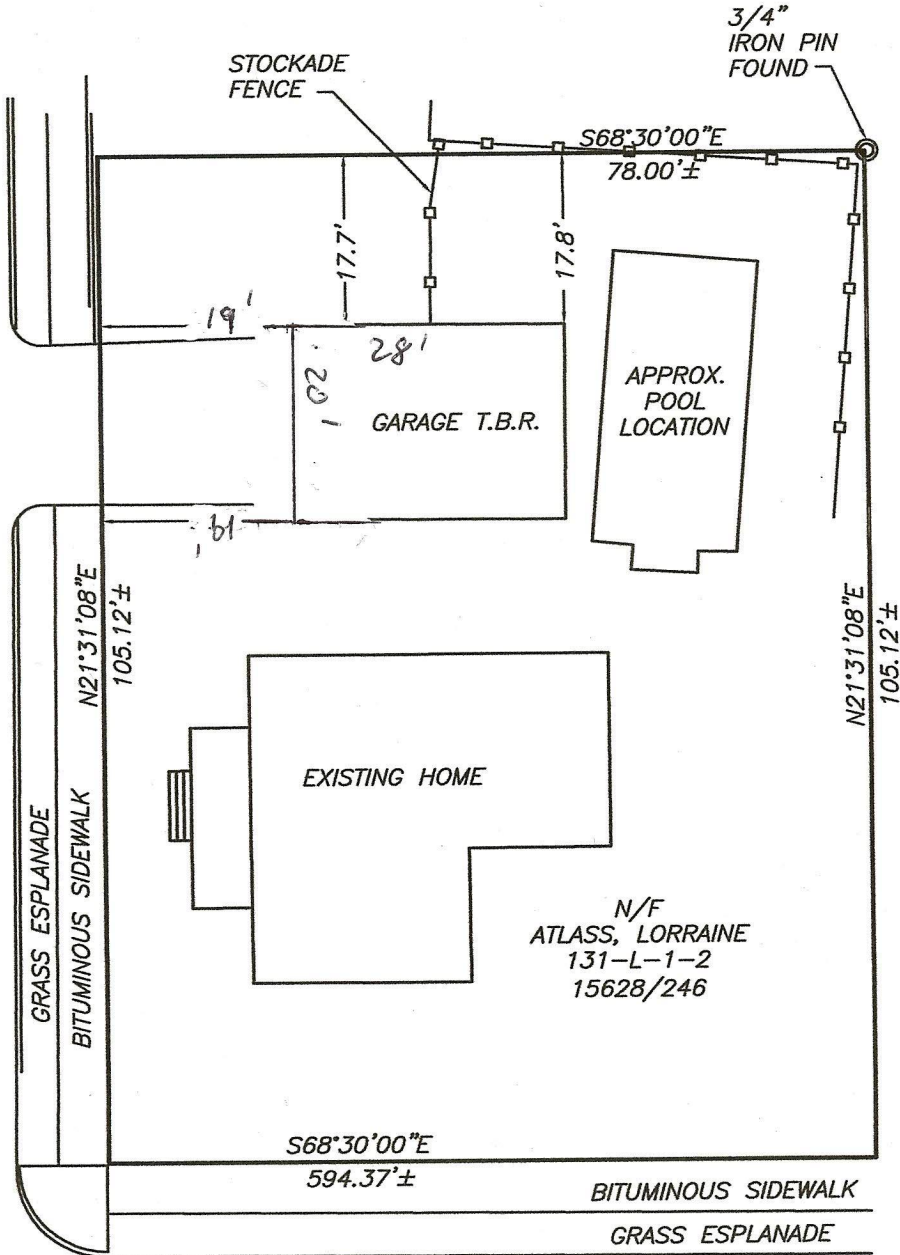 3/4"
IRON PIN
FOUND
STOCKADE
FENCE
S68°30'00"E
78.00'±
17.7'
17.8'
19'
28'
20'
GARAGE T.B.R.
APPROX.
POOL
LOCATION
19'
N21°31'08"E
105.12'±
N21°31'08"E
105.12'±
EXISTING HOME
GRASS ESPLANADE
BITUMINOUS SIDEWALK
N/F
ATLASS, LORRAINE
131-L-1-2
15628/246
S68°30'00"E
594.37'±
BITUMINOUS SIDEWALK
GRASS ESPLANADE